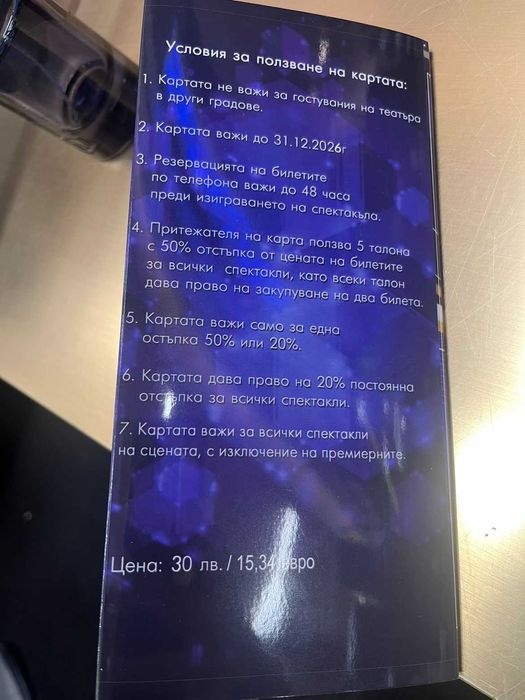 Условия за ползване на картата:
1. Картата не важи за гостувания на театъра
в други градове.
2. Картата важи до 31.12.2026г
3. Резервацията на билетите
по телефона важи до 48 часа
преди изиграването на спектакъла.
4. Притежателя на карта ползва 5 талона
с 50% отстъпка от цената на билетите
за всички спектакли, като всеки талон
дава право на закупуване на два билета.
5. Картата важи само за една
остъпка 50% или 20%.
6. Картата дава право на 20% постоянна
отстъпка за всички спектакли.
7. Картата важи за всички спектакли
на сцената, с изключение на премиерните.
Цена: 30 лв. / 15,34 евро